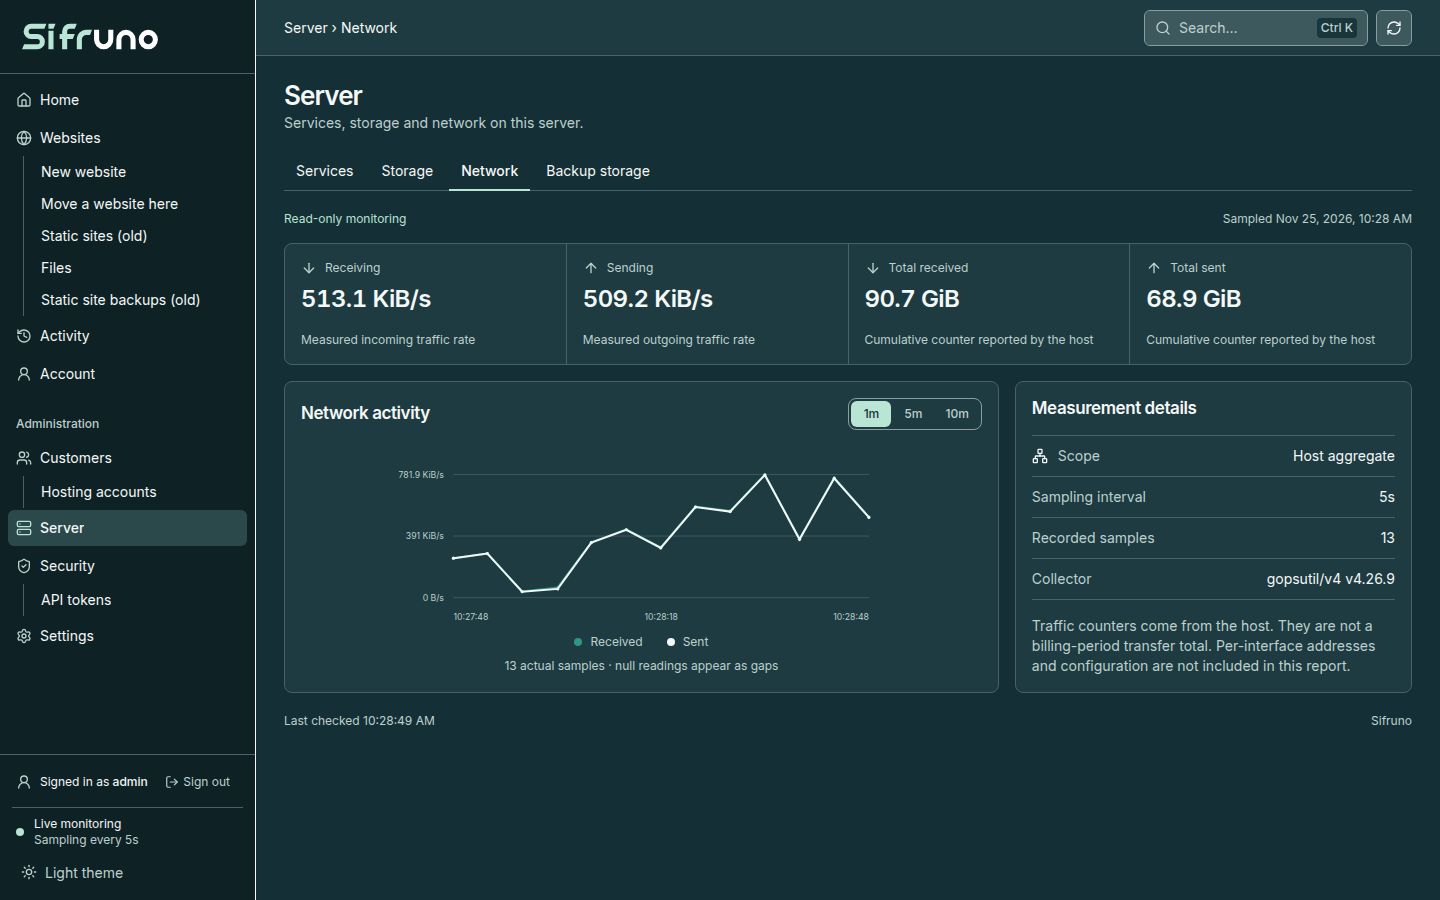 Sifruno
Server › Network
Search...
Ctrl K
Home
Websites
New website
Move a website here
Static sites (old)
Files
Static site backups (old)
Activity
Account
Administration
Customers
Hosting accounts
Server
Security
API tokens
Settings
Signed in as admin
Sign out
Live monitoring
Sampling every 5s
Light theme
Server
Services, storage and network on this server.
Services
Storage
Network
Backup storage
Read-only monitoring
Sampled Nov 25, 2026, 10:28 AM
Receiving
513.1 KiB/s
Measured incoming traffic rate
Sending
509.2 KiB/s
Measured outgoing traffic rate
Total received
90.7 GiB
Cumulative counter reported by the host
Total sent
68.9 GiB
Cumulative counter reported by the host
Network activity
1m
5m
10m
781.9 KiB/s
391 KiB/s
0 B/s
10:27:48
10:28:18
10:28:48
Received
Sent
13 actual samples · null readings appear as gaps
Measurement details
Scope
Host aggregate
Sampling interval
5s
Recorded samples
13
Collector
gopsutil/v4 v4.26.9
Traffic counters come from the host. They are not a
billing-period transfer total. Per-interface addresses
and configuration are not included in this report.
Last checked 10:28:49 AM
Sifruno